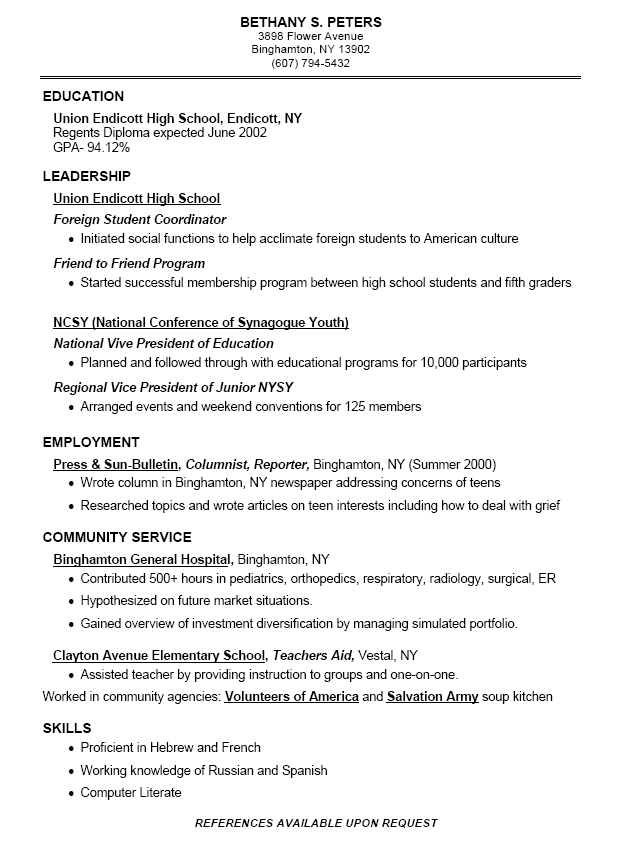 BETHANY S. PETERS
3898 Flower Avenue
Binghamton, NY 13902
(607) 794-5432
EDUCATION
Union Endicott High School, Endicott, NY
Regents Diploma expected June 2002
GPA- 94.12%
LEADERSHIP
Union Endicott High School
Foreign Student Coordinator
• Initiated social functions to help acclimate foreign students to American culture
Friend to Friend Program
• Started successful membership program between high school students and fifth graders
NCSY (National Conference of Synagogue Youth)
National Vive President of Education
• Planned and followed through with educational programs for 10,000 participants
Regional Vice President of Junior NYSY
• Arranged events and weekend conventions for 125 members
EMPLOYMENT
Press & Sun-Bulletin, Columnist, Reporter, Binghamton, NY (Summer 2000)
• Wrote column in Binghamton, NY newspaper addressing concerns of teens
• Researched topics and wrote articles on teen interests including how to deal with grief
COMMUNITY SERVICE
Binghamton General Hospital, Binghamton, NY
• Contributed 500+ hours in pediatrics, orthopedics, respiratory, radiology, surgical, ER
• Hypothesized on future market situations.
• Gained overview of investment diversification by managing simulated portfolio.
Clayton Avenue Elementary School, Teachers Aid, Vestal, NY
• Assisted teacher by providing instruction to groups and one-on-one.
Worked in community agencies: Volunteers of America and Salvation Army soup kitchen
SKILLS
• Proficient in Hebrew and French
• Working knowledge of Russian and Spanish
• Computer Literate
REFERENCES AVAILABLE UPON REQUEST